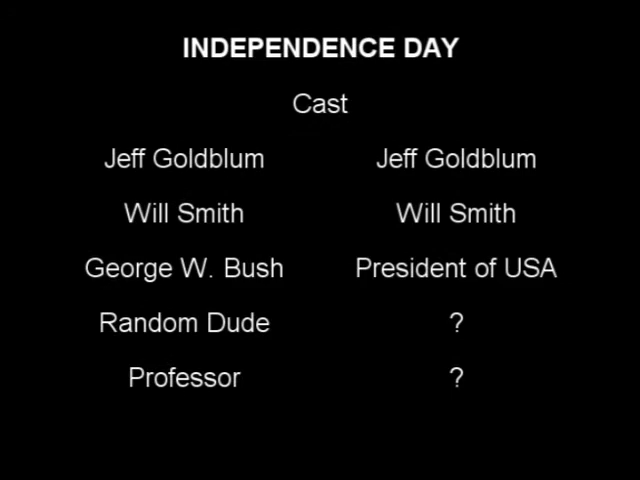 INDEPENDENCE DAY
Cast
Jeff Goldblum Jeff Goldblum
Will Smith Will Smith
George W. Bush President of USA
Random Dude ?
Professor ?